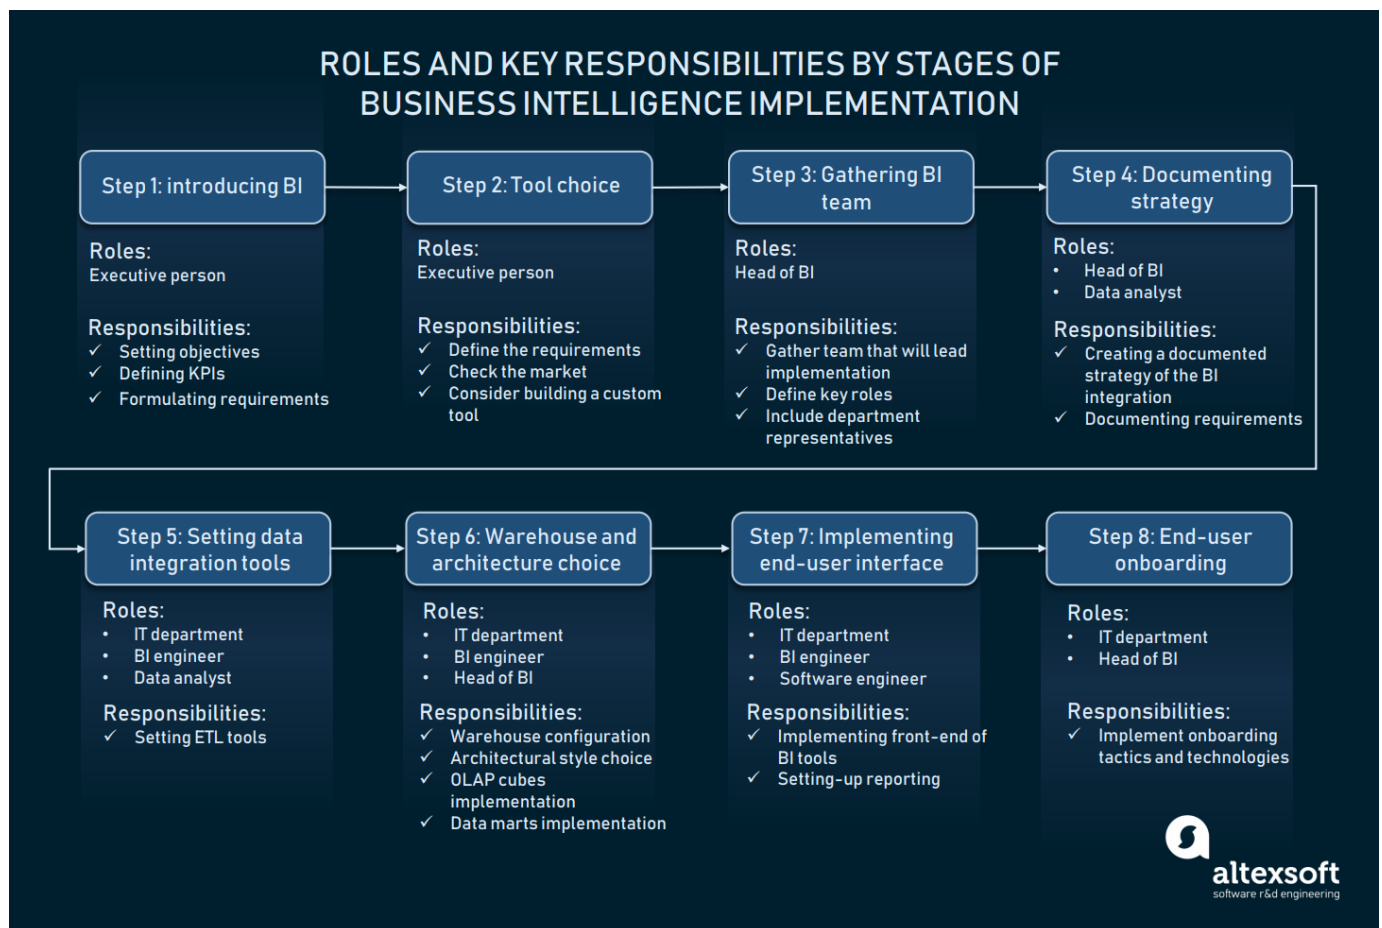 ROLES AND KEY RESPONSIBILITIES BY STAGES OF
BUSINESS INTELLIGENCE IMPLEMENTATION
Step 1: introducing BI
Roles:
Executive person
Responsibilities:
✓ Setting objectives
✓ Defining KPIs
✓ Formulating requirements
Step 2: Tool choice
Roles:
Executive person
Responsibilities:
✓ Define the requirements
✓ Check the market
✓ Consider building a custom
tool
Step 3: Gathering BI
team
Roles:
Head of BI
Responsibilities:
✓ Gather team that will lead
implementation
✓ Define key roles
✓ Include department
representatives
Step 4: Documenting
strategy
Roles:
• Head of BI
• Data analyst
Responsibilities:
✓ Creating a documented
strategy of the BI
integration
✓ Documenting requirements
Step 5: Setting data
integration tools
Roles:
• IT department
• BI engineer
• Data analyst
Responsibilities:
✓ Setting ETL tools
Step 6: Warehouse and
architecture choice
Roles:
• IT department
• BI engineer
• Head of BI
Responsibilities:
✓ Warehouse configuration
✓ Architectural style choice
✓ OLAP cubes
implementation
✓ Data marts implementation
Step 7: Implementing
end-user interface
Roles:
• IT department
• BI engineer
• Software engineer
Responsibilities:
✓ Implementing front-end of
BI tools
✓ Setting-up reporting
Step 8: End-user
onboarding
Roles:
• IT department
• Head of BI
Responsibilities:
✓ Implement onboarding
tactics and technologies
altexsoft
software r&d engineering